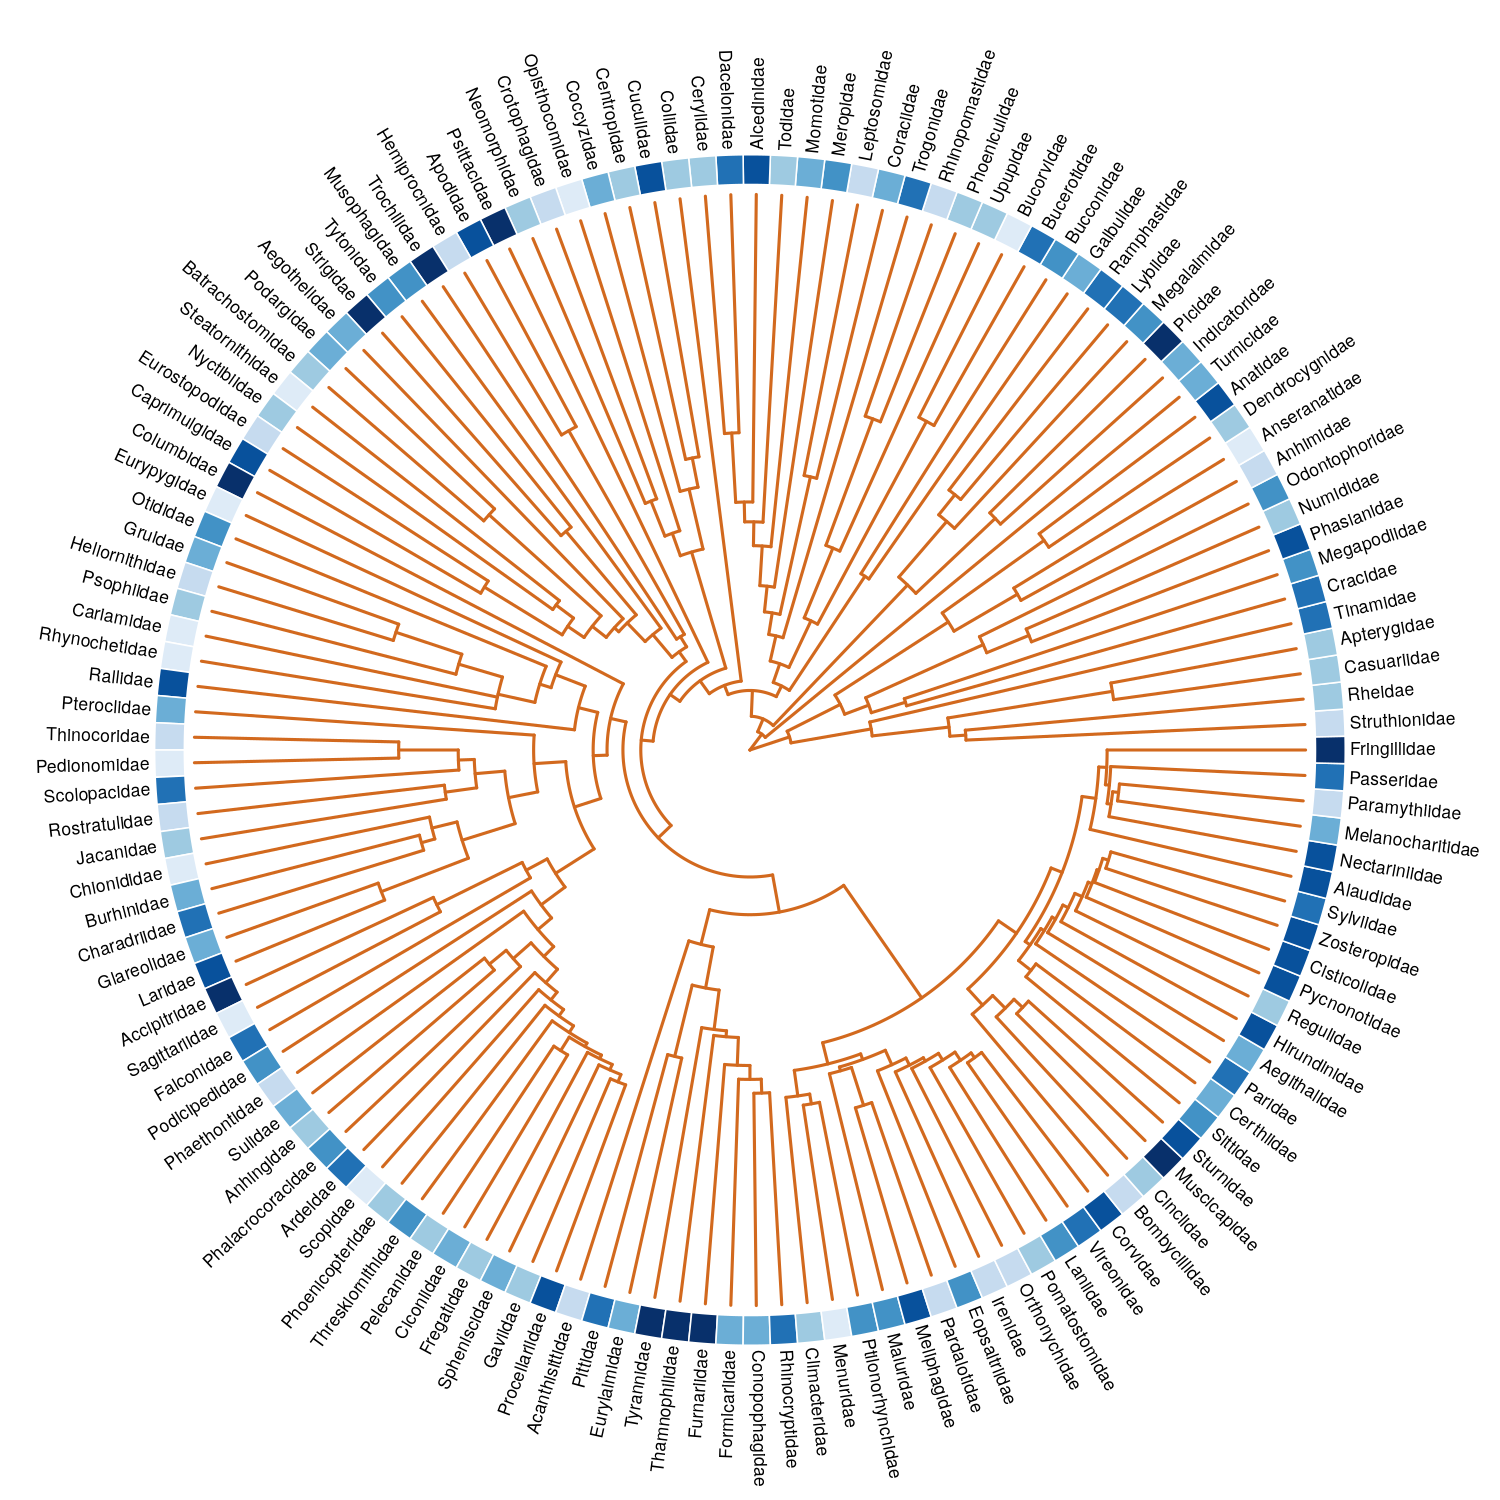 Struthionidae
Rheidae
Casuariidae
Apterygidae
Tinamidae
Cracidae
Megapodiidae
Phasianidae
Numididae
Odontophoridae
Anhimidae
Anseranatidae
Dendrocygnidae
Anatidae
Turnicidae
Indicatoridae
Picidae
Megalaimidae
Lybiidae
Ramphastidae
Galbulidae
Bucconidae
Bucerotidae
Bucorvidae
Upupidae
Phoeniculidae
Rhinopomastidae
Trogonidae
Coraciidae
Leptosomidae
Meropidae
Momotidae
Todidae
Alcedinidae
Dacelonidae
Cerylidae
Coliidae
Cuculidae
Centropidae
Coccyzidae
Opisthocomidae
Crotophagidae
Neomorphidae
Psittacidae
Apodidae
Hemiprocnidae
Trochilidae
Musophagidae
Tytonidae
Strigidae
Aegothelidae
Podargidae
Batrachostomidae
Steatornithidae
Nyctibiidae
Eurostopodidae
Caprimulgidae
Columbidae
Eurypygidae
Otididae
Gruidae
Heliornithidae
Psophiidae
Cariamidae
Rhynochetidae
Rallidae
Pteroclidae
Thinocoridae
Pedionomidae
Scolopacidae
Rostratulidae
Jacanidae
Chionididae
Burhinidae
Charadriidae
Glareolidae
Laridae
Accipitridae
Sagittariidae
Falconidae
Podicipedidae
Phaethontidae
Sulidae
Anhingidae
Phalacrocoracidae
Ardeidae
Scopidae
Phoenicopteridae
Threskiornithidae
Pelecanidae
Ciconiidae
Fregatidae
Spheniscidae
Gaviidae
Procellariidae
Acanthisittidae
Pittidae
Eurylaimidae
Tyrannidae
Thamnophilidae
Furnariidae
Formicariidae
Conopophagidae
Rhinocryptidae
Climacteridae
Menuridae
Ptilonorhynchidae
Maluridae
Meliphagidae
Pardalotidae
Eopsaltriidae
Irenidae
Orthonychidae
Pomatostomidae
Laniidae
Vireonidae
Corvidae
Bombycillidae
Cinclidae
Muscicapidae
Sturnidae
Sittidae
Certhiidae
Paridae
Aegithalidae
Hirundinidae
Regulidae
Pycnonotidae
Cisticolidae
Zosteropidae
Sylviidae
Alaudidae
Nectariniidae
Melanocharitidae
Paramythiidae
Passeridae
Fringillidae